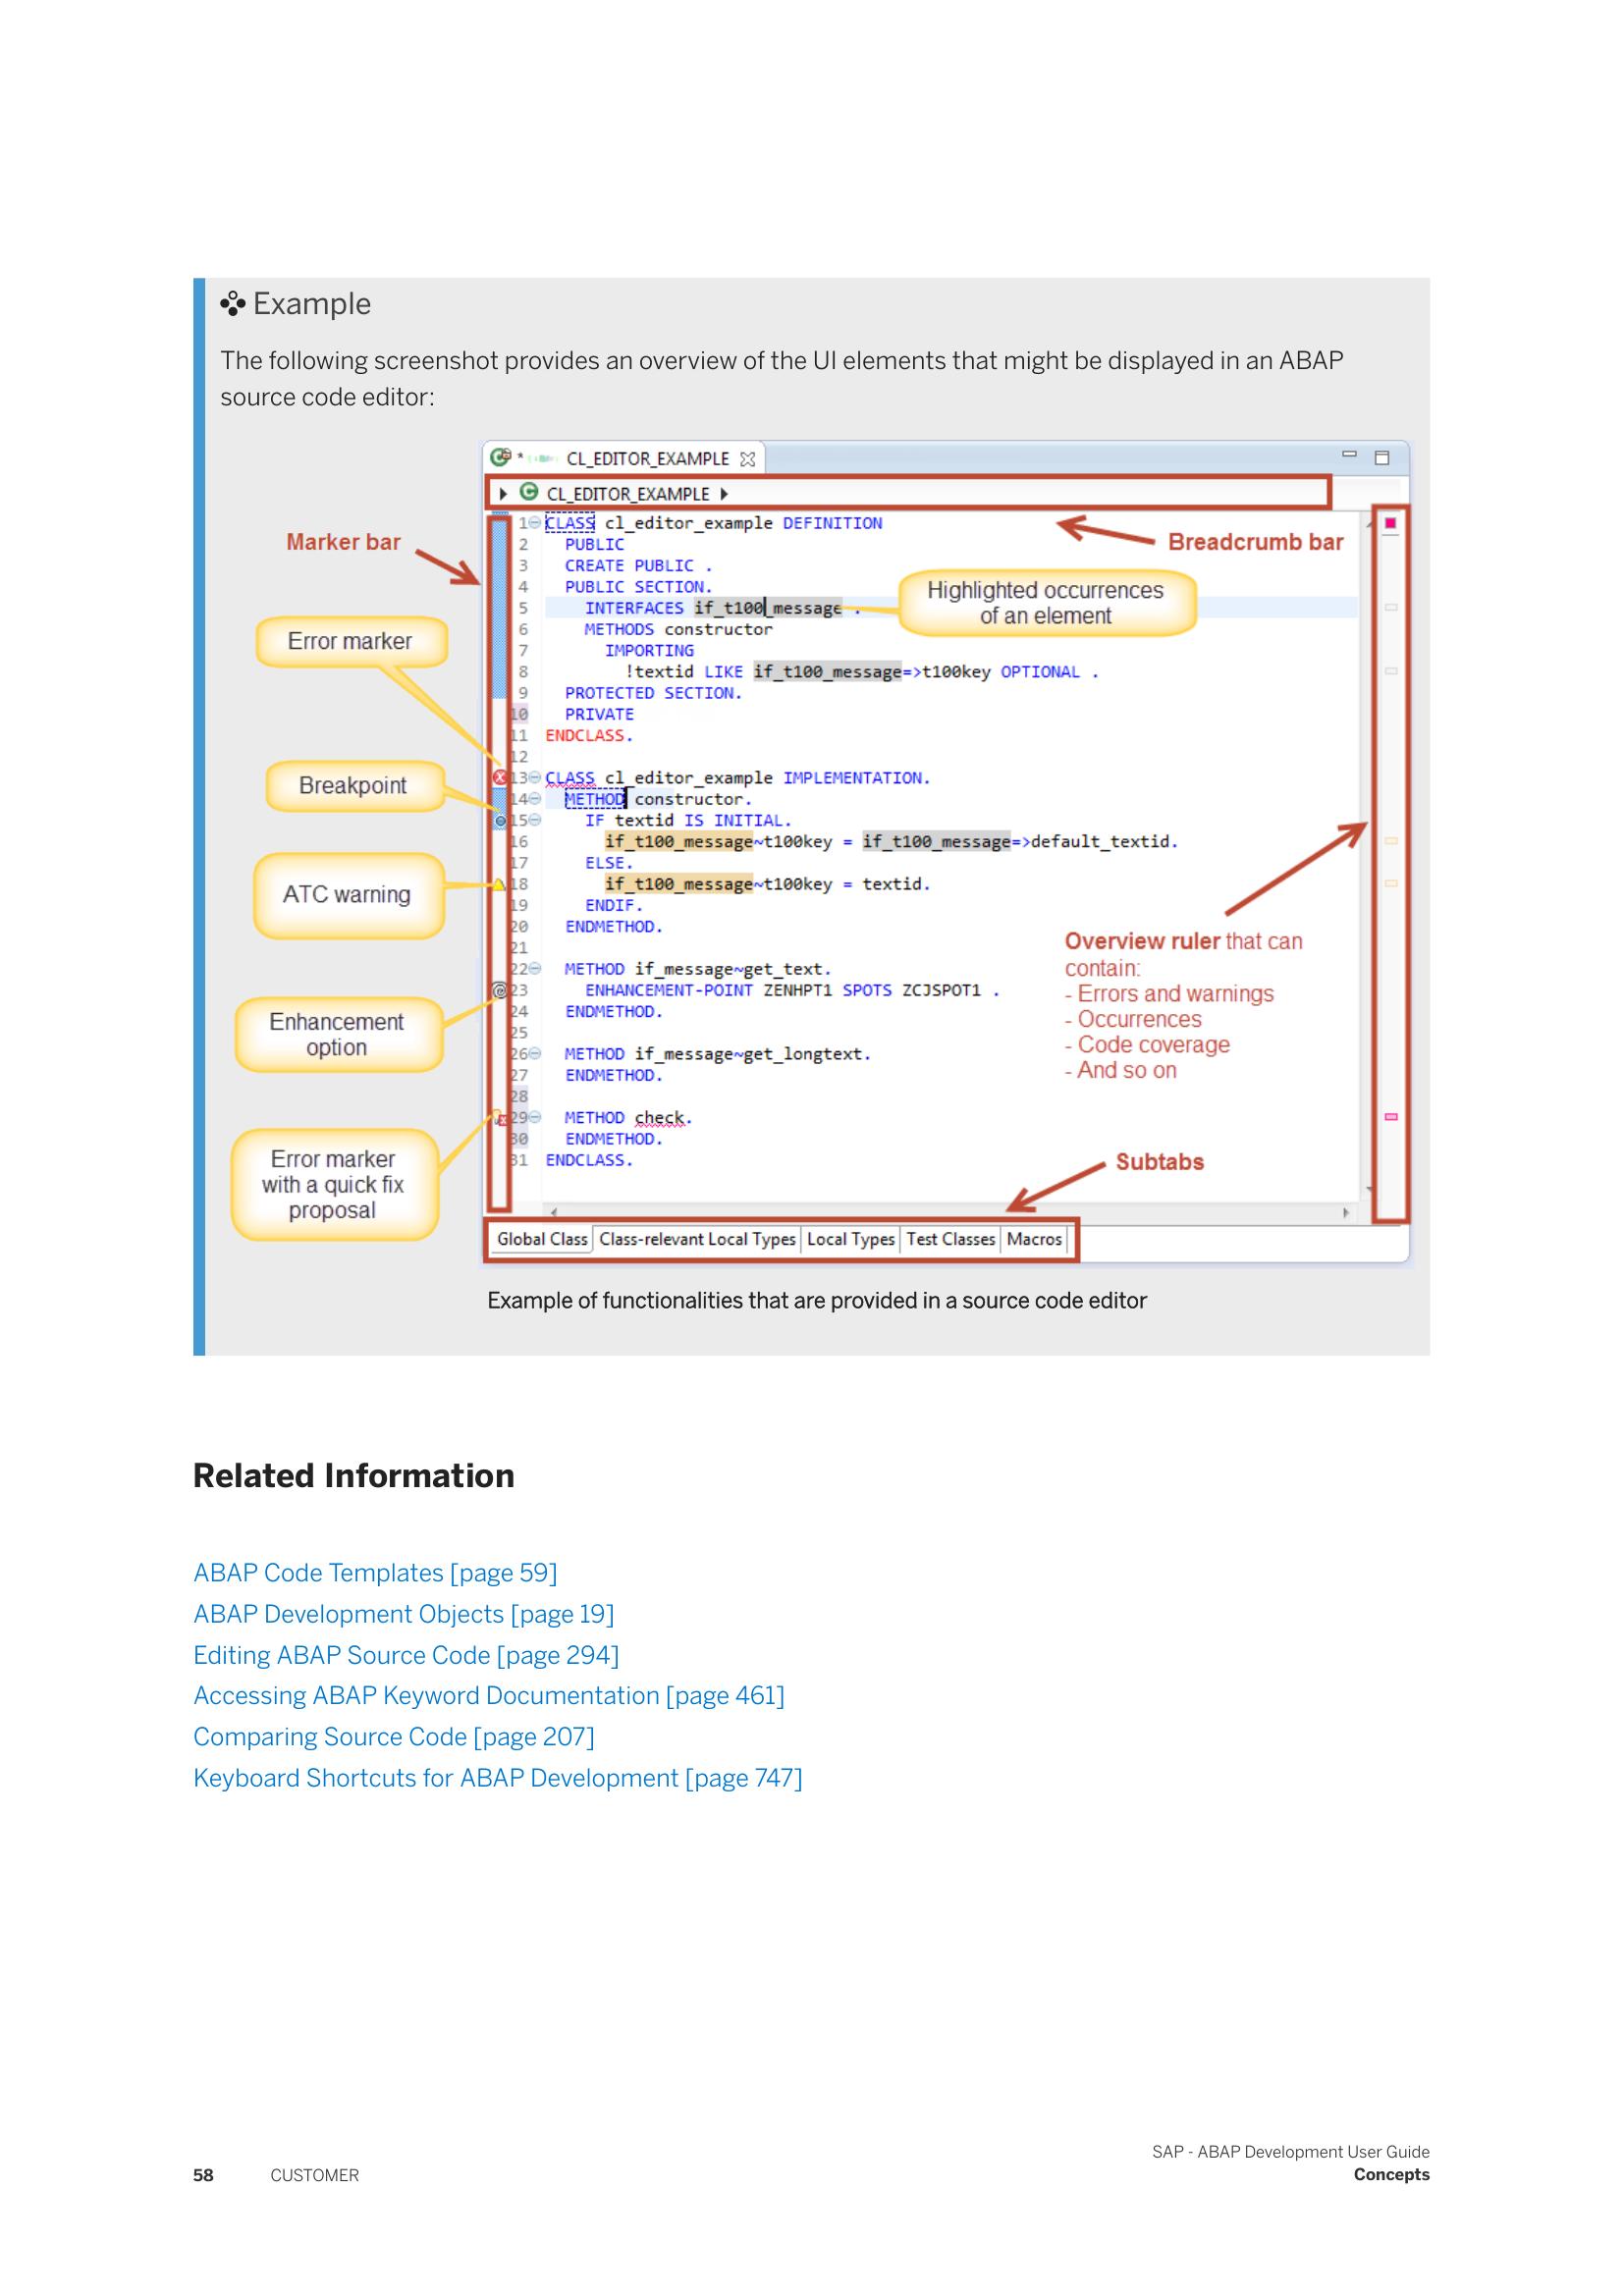 Example
The following screenshot provides an overview of the UI elements that might be displayed in an ABAP
source code editor:
* CL_EDITOR_EXAMPLE
CL_EDITOR_EXAMPLE
Marker bar
Error marker
Breakpoint
ATC warning
Enhancement
option
Error marker
with a quick fix
proposal
1 CLASS cl_editor_example DEFINITION
2 PUBLIC
3 CREATE PUBLIC .
4 PUBLIC SECTION.
5 INTERFACES if_t100_message .
6 METHODS constructor
7 IMPORTING
8 !textid LIKE if_t100_message=>t100key OPTIONAL .
9 PROTECTED SECTION.
10 PRIVATE
11 ENDCLASS.
12
13 CLASS cl_editor_example IMPLEMENTATION.
14 METHOD constructor.
15 IF textid IS INITIAL.
16 if_t100_message~t100key = if_t100_message=>default_textid.
17 ELSE.
18 if_t100_message~t100key = textid.
19 ENDIF.
20 ENDMETHOD.
21
22 METHOD if_message~get_text.
23 ENHANCEMENT-POINT ZENHPT1 SPOTS ZCJSPOT1 .
24 ENDMETHOD.
25
26 METHOD if_message~get_longtext.
27 ENDMETHOD.
28
29 METHOD check.
30 ENDMETHOD.
31 ENDCLASS.
Breadcrumb bar
Highlighted occurrences
of an element
Overview ruler that can
contain:
- Errors and warnings
- Occurrences
- Code coverage
- And so on
Subtabs
Global Class Class-relevant Local Types Local Types Test Classes Macros
Example of functionalities that are provided in a source code editor
Related Information
ABAP Code Templates [page 59]
ABAP Development Objects [page 19]
Editing ABAP Source Code [page 294]
Accessing ABAP Keyword Documentation [page 461]
Comparing Source Code [page 207]
Keyboard Shortcuts for ABAP Development [page 747]
58 CUSTOMER
SAP - ABAP Development User Guide
Concepts